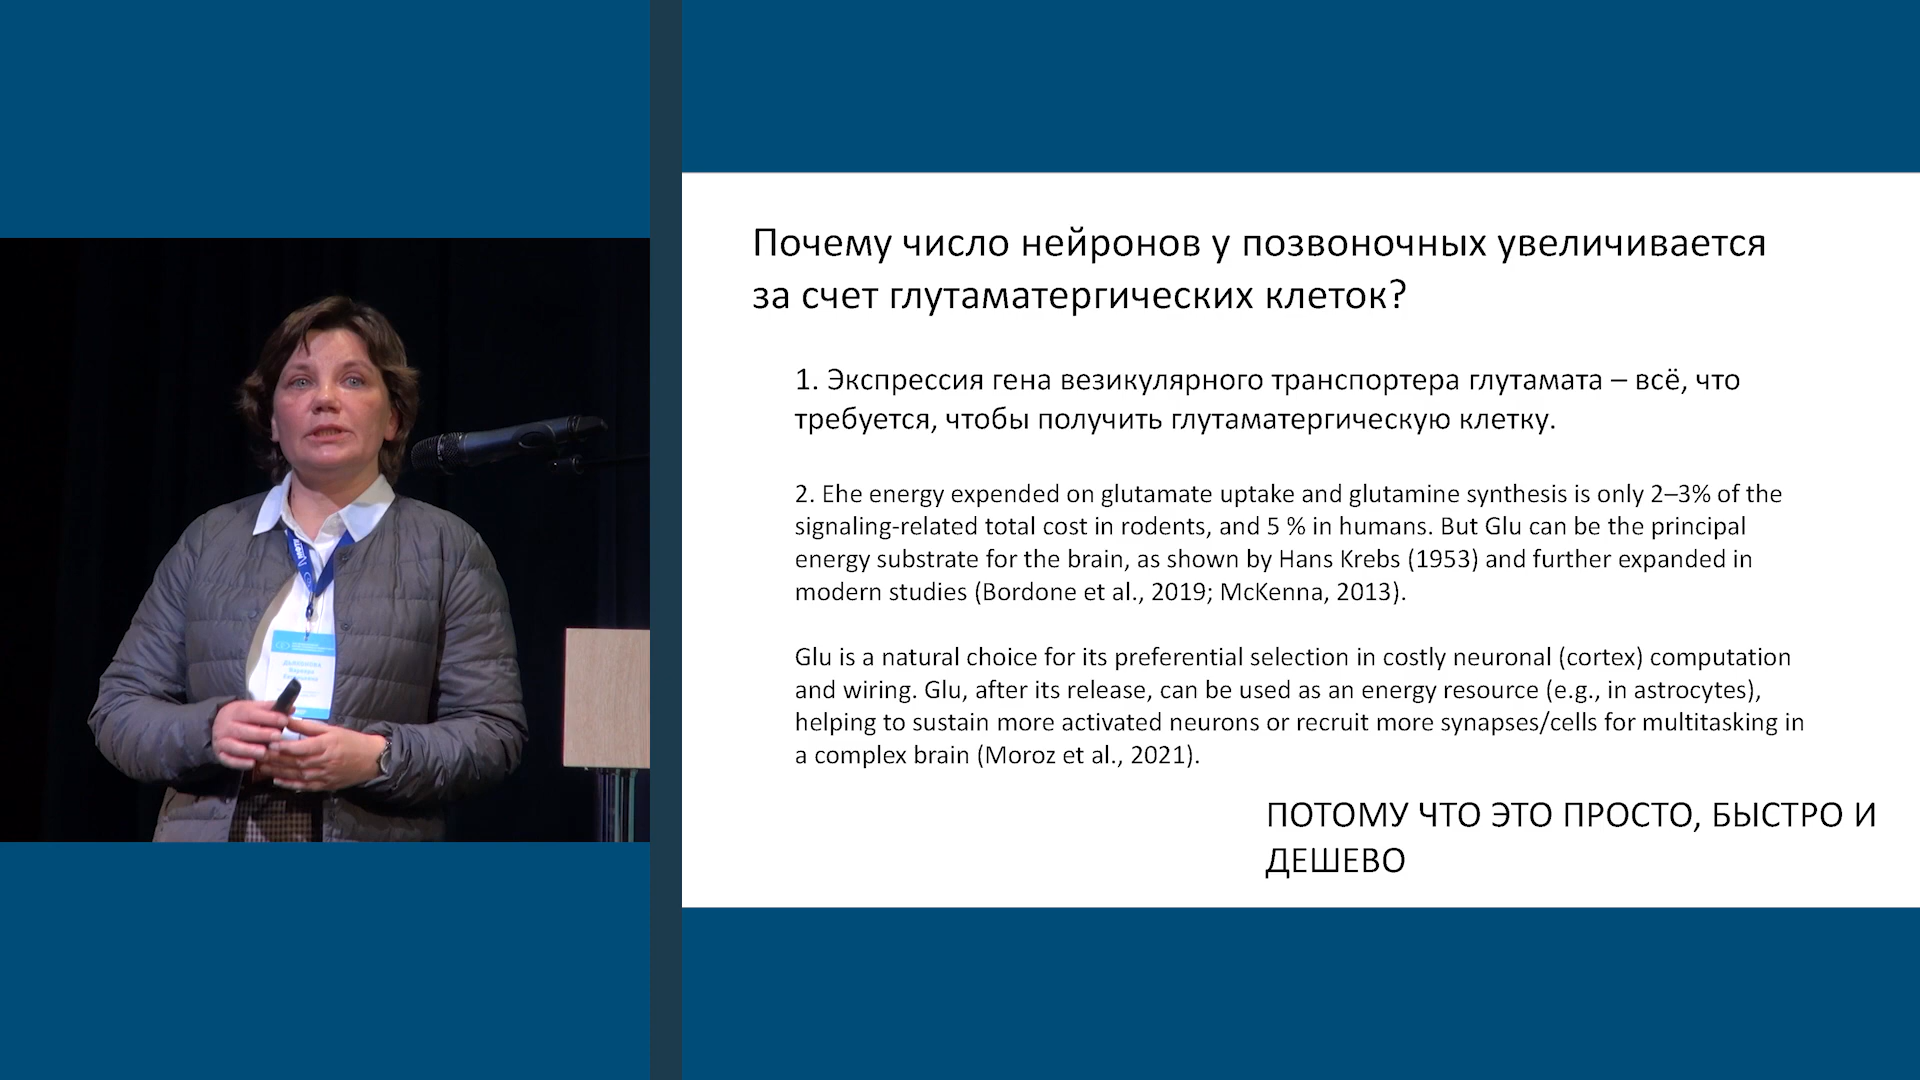 Почему число нейронов у позвоночных увеличивается
за счет глутаматергических клеток?
1. Экспрессия гена везикулярного транспортера глутамата – всё, что
требуется, чтобы получить глутаматергическую клетку.
2. Ehe energy expended on glutamate uptake and glutamine synthesis is only 2–3% of the
signaling-related total cost in rodents, and 5 % in humans. But Glu can be the principal
energy substrate for the brain, as shown by Hans Krebs (1953) and further expanded in
modern studies (Bordone et al., 2019; McKenna, 2013).
Glu is a natural choice for its preferential selection in costly neuronal (cortex) computation
and wiring. Glu, after its release, can be used as an energy resource (e.g., in astrocytes),
helping to sustain more activated neurons or recruit more synapses/cells for multitasking in
a complex brain (Moroz et al., 2021).
ПОТОМУ ЧТО ЭТО ПРОСТО, БЫСТРО И
ДЕШЕВО